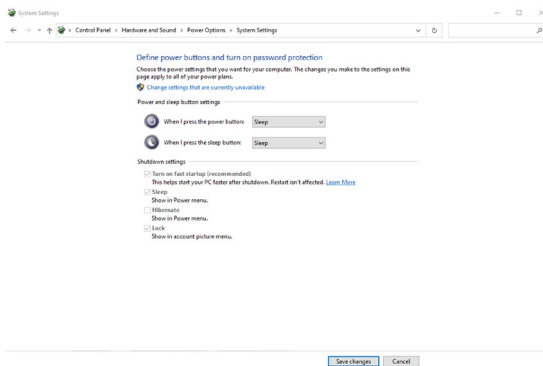 System Settings
Control Panel > Hardware and Sound > Power Options > System Settings
Define power buttons and turn on password protection
Choose the power settings that you want for your computer. The changes you make to the settings on this
page apply to all of your power plans.
Change settings that are currently unavailable
Power and sleep button settings
When I press the power button: Sleep
When I press the sleep button: Sleep
Shutdown settings
Turn on fast startup (recommended)
This helps start your PC faster after shutdown. Restart isn't affected. Learn More
Sleep
Show in Power menu.
Hibernate
Show in Power menu.
Lock
Show in account picture menu.
Save changes Cancel